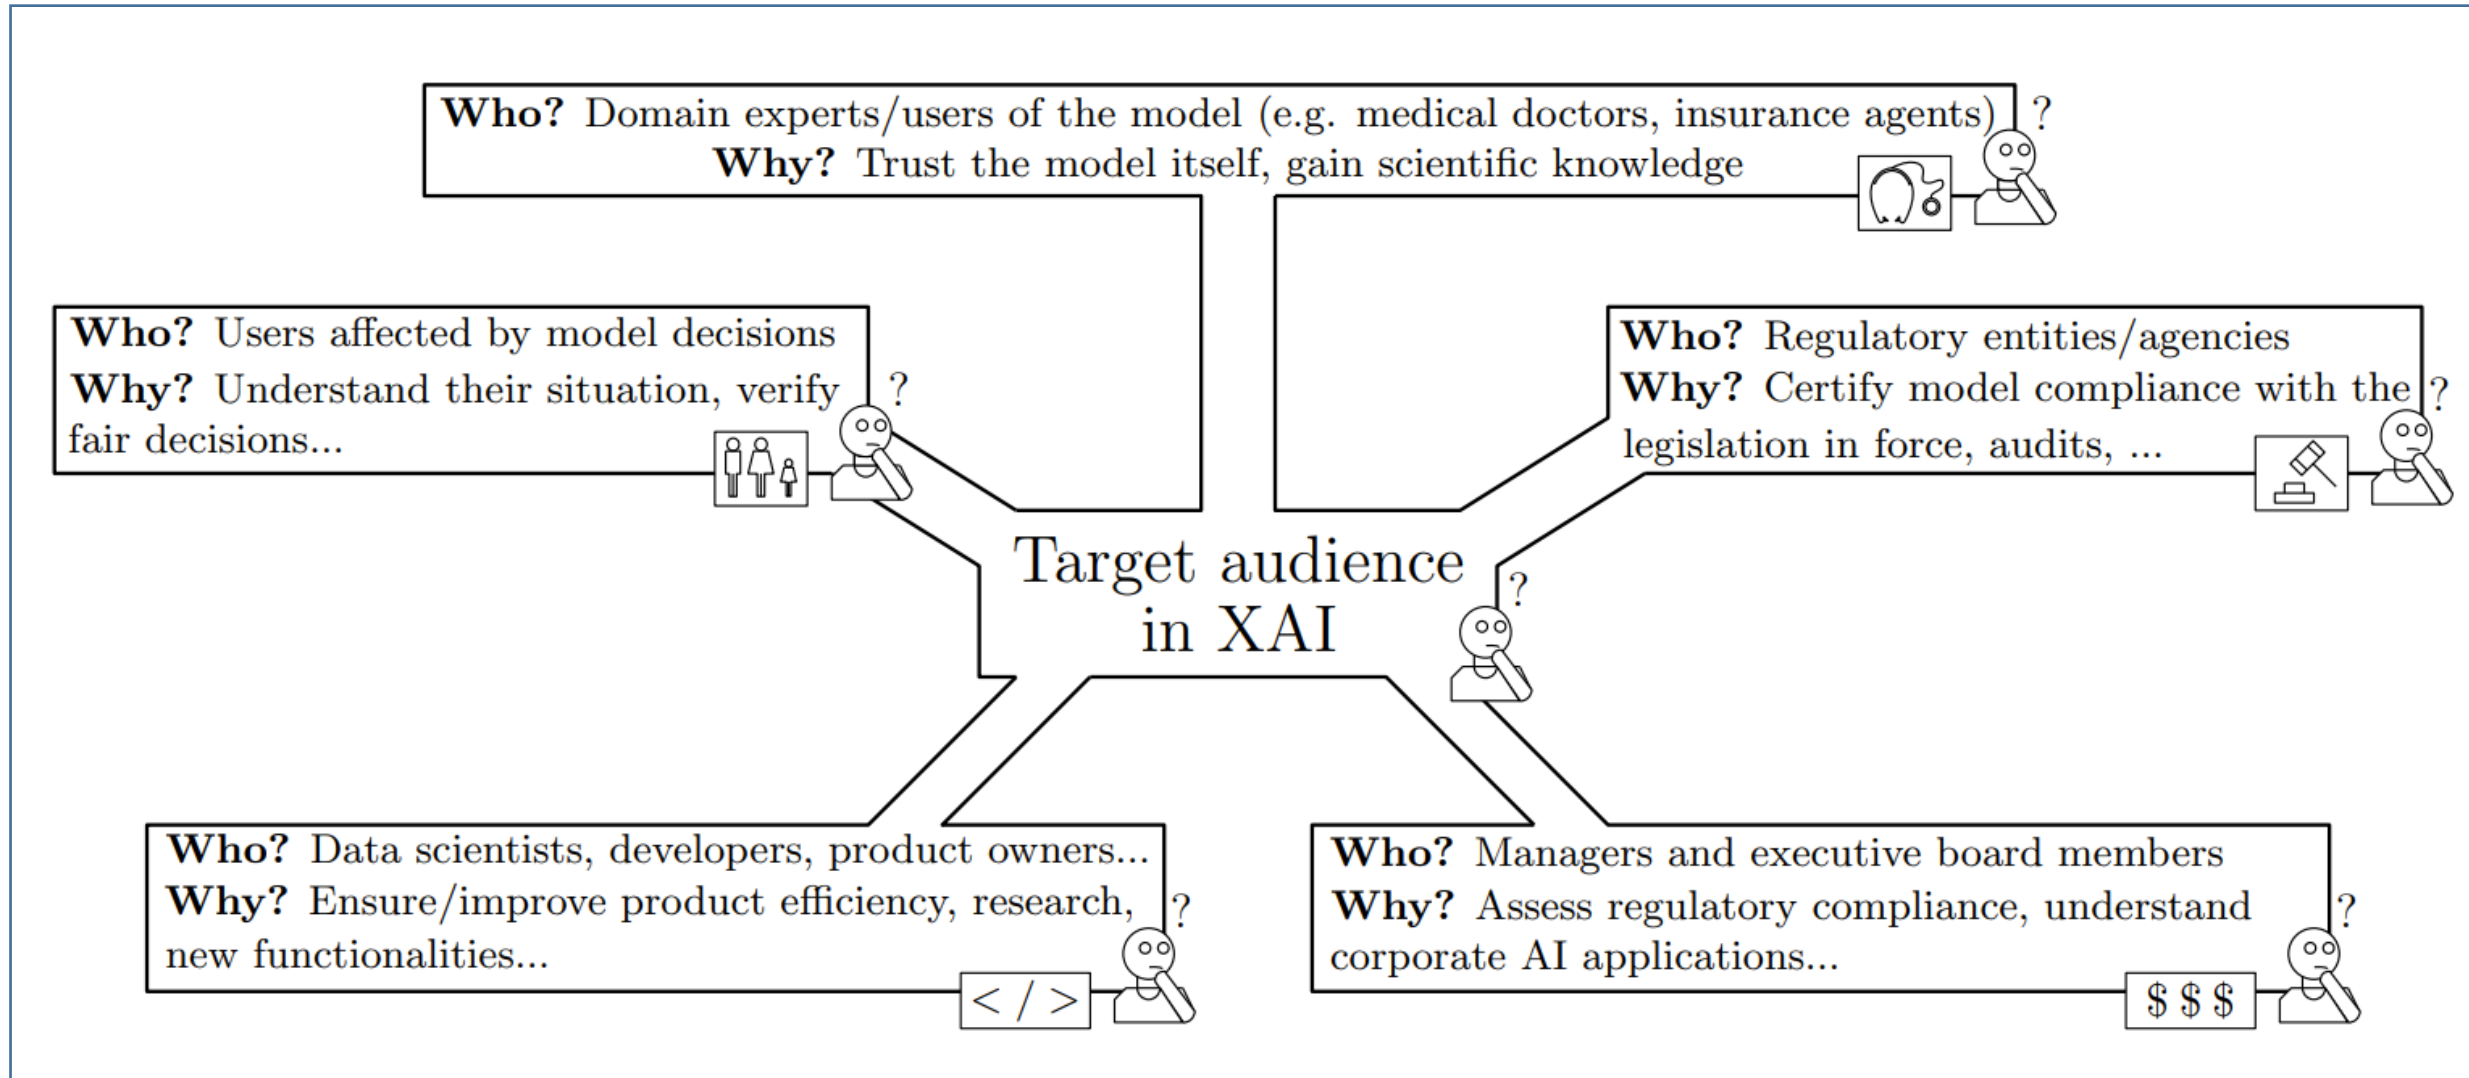 Who? Domain experts/users of the model (e.g. medical doctors, insurance agents)
Why? Trust the model itself, gain scientific knowledge
?
Who? Users affected by model decisions
Why? Understand their situation, verify
fair decisions...
?
Who? Regulatory entities/agencies
Why? Certify model compliance with the
legislation in force, audits, ...
?
Target audience
in XAI
?
Who? Data scientists, developers, product owners...
Why? Ensure/improve product efficiency, research,
new functionalities...
?
< / >
Who? Managers and executive board members
Why? Assess regulatory compliance, understand
corporate AI applications...
?
$ $ $